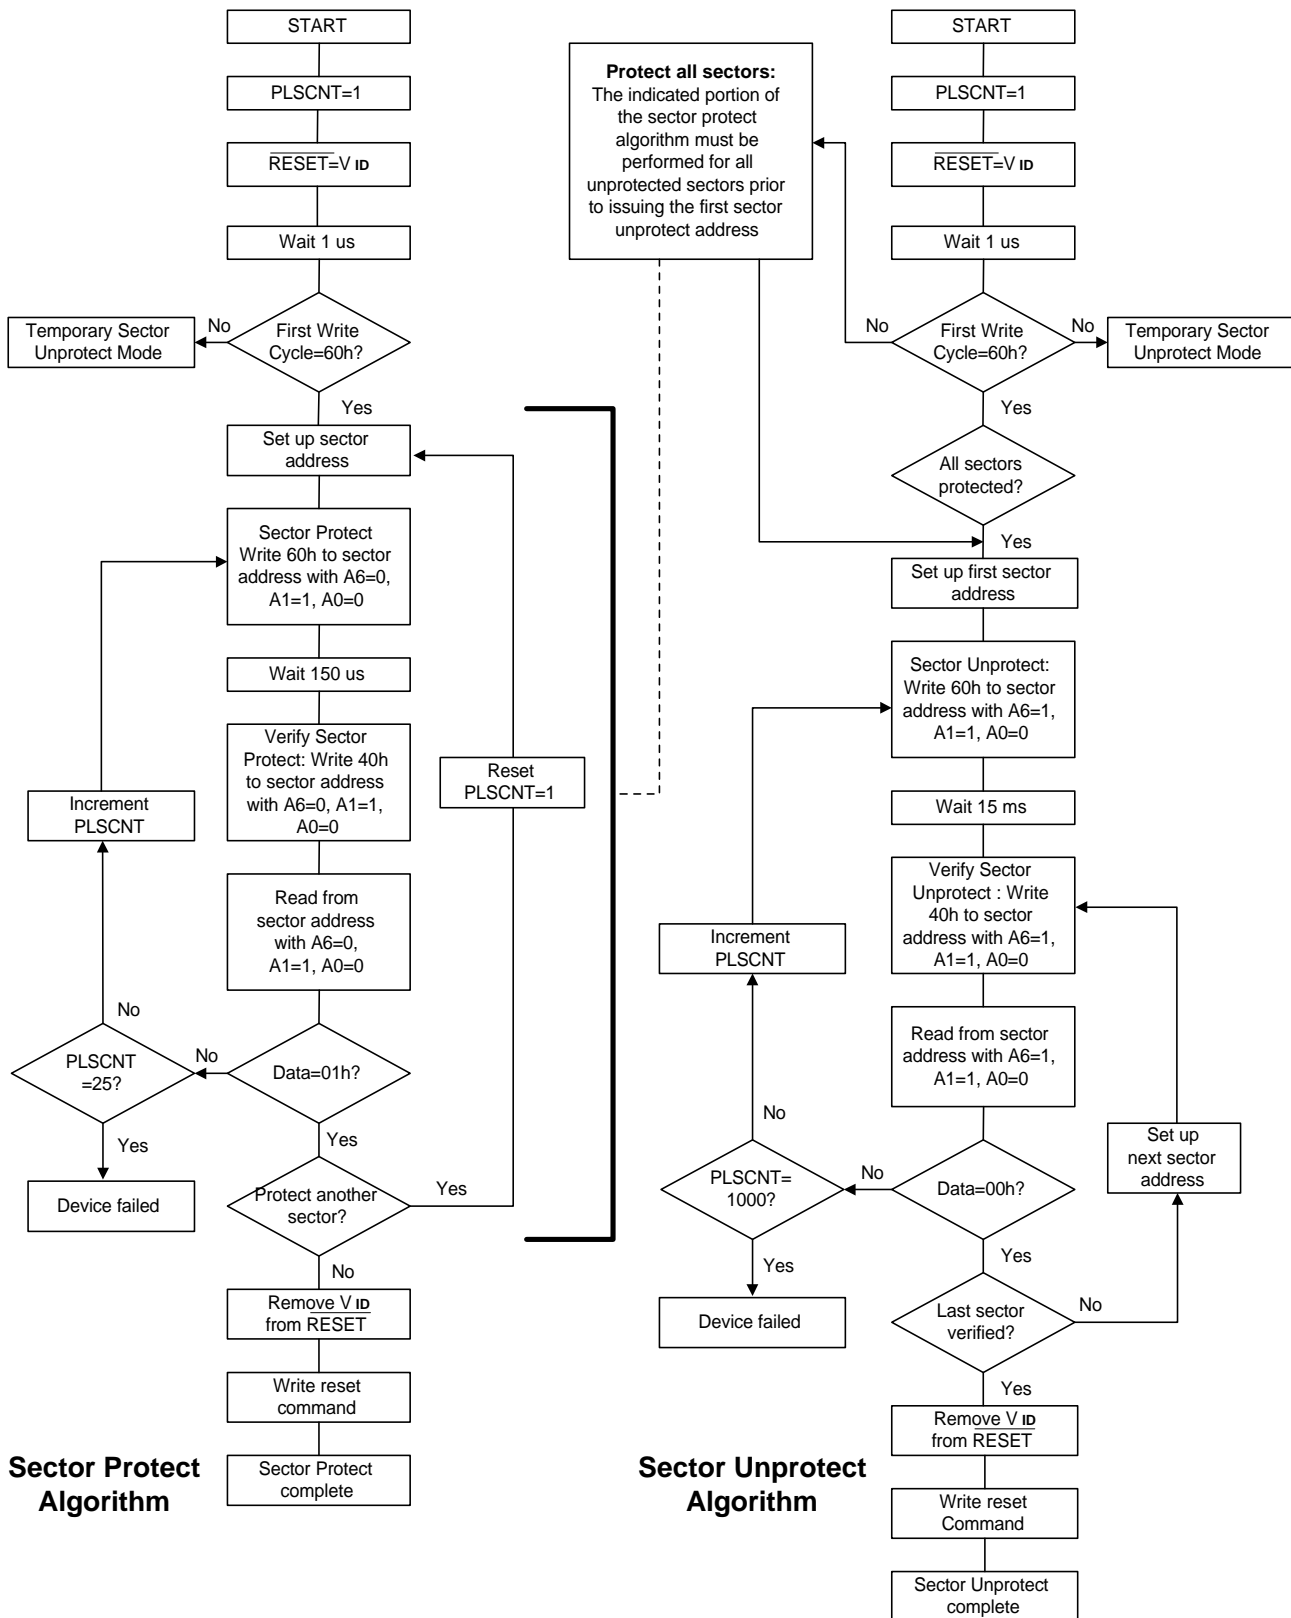 START
PLSCNT=1
RESET=V ID
Wait 1 us
First Write
Cycle=60h?
No
Temporary Sector
Unprotect Mode
Yes
Set up sector
address
Sector Protect
Write 60h to sector
address with A6=0,
A1=1, A0=0
Wait 150 us
Verify Sector
Protect: Write 40h
to sector address
with A6=0, A1=1,
A0=0
Increment
PLSCNT
Reset
PLSCNT=1
Read from
sector address
with A6=0,
A1=1, A0=0
No
PLSCNT
=25?
No
Data=01h?
Yes
Yes
Device failed
Protect another
sector?
Yes
No
Remove V ID
from RESET
Write reset
command
Sector Protect
complete
Sector Protect
Algorithm
Protect all sectors:
The indicated portion of
the sector protect
algorithm must be
performed for all
unprotected sectors prior
to issuing the first sector
unprotect address
START
PLSCNT=1
RESET=V ID
Wait 1 us
No
First Write
Cycle=60h?
No
Temporary Sector
Unprotect Mode
Yes
All sectors
protected?
Yes
Set up first sector
address
Sector Unprotect:
Write 60h to sector
address with A6=1,
A1=1, A0=0
Wait 15 ms
Verify Sector
Unprotect : Write
40h to sector
address with A6=1,
A1=1, A0=0
Increment
PLSCNT
Read from sector
address with A6=1,
A1=1, A0=0
No
PLSCNT=
1000?
No
Data=00h?
Set up
next sector
address
Yes
Yes
Device failed
Last sector
verified?
No
Yes
Remove V ID
from RESET
Write reset
Command
Sector Unprotect
complete
Sector Unprotect
Algorithm